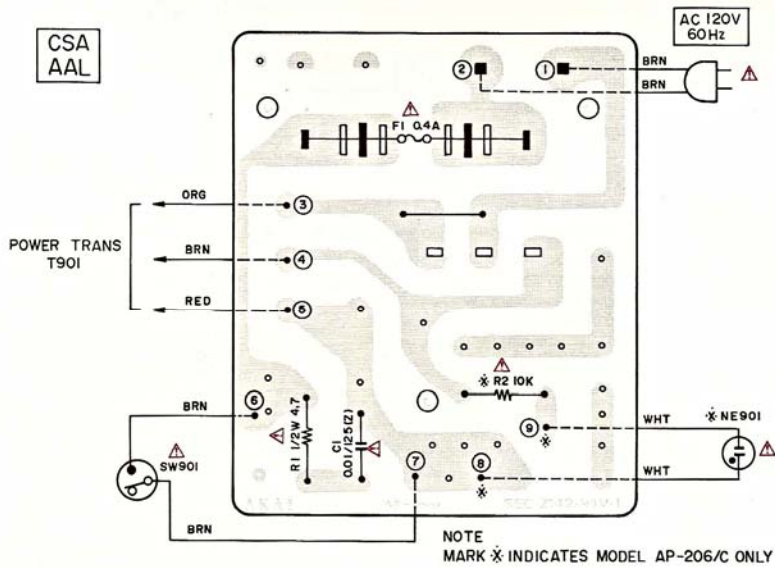 CSA
AAL
AC 120V
60Hz
BRN
BRN
2
1
F1 0.4A
ORG
3
POWER TRANS
T901
BRN
4
RED
5
※ R2 10K
6
BRN
R1 1/2W 4.7
C1
0.01/125(Z)
9
※
WHT
※ NE901
SW901
7
8
※
WHT
AKAI
BRN
NOTE
MARK ※ INDICATES MODEL AP-206/C ONLY